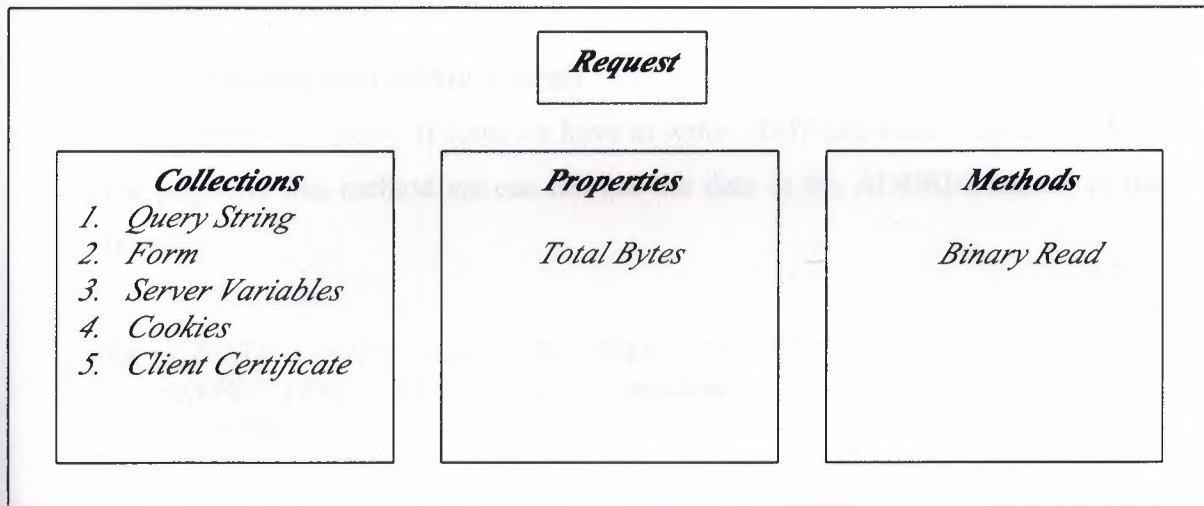 Request
Collections
1. Query String
2. Form
3. Server Variables
4. Cookies
5. Client Certificate
Properties
Total Bytes
Methods
Binary Read